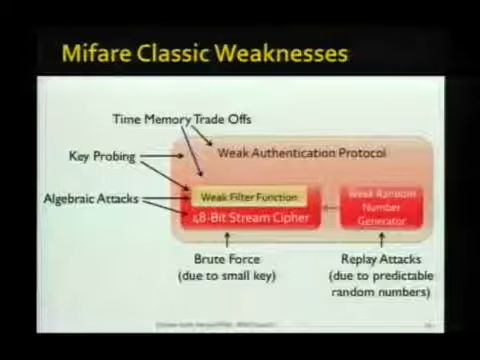 Mifare Classic Weaknesses
Time Memory Trade Offs
Key Probing
Weak Authentication Protocol
Algebraic Attacks
Weak Filter Function
48-Bit Stream Cipher
Weak Random
Number
Generator
Brute Force
(due to small key)
Replay Attacks
(due to predictable
random numbers)